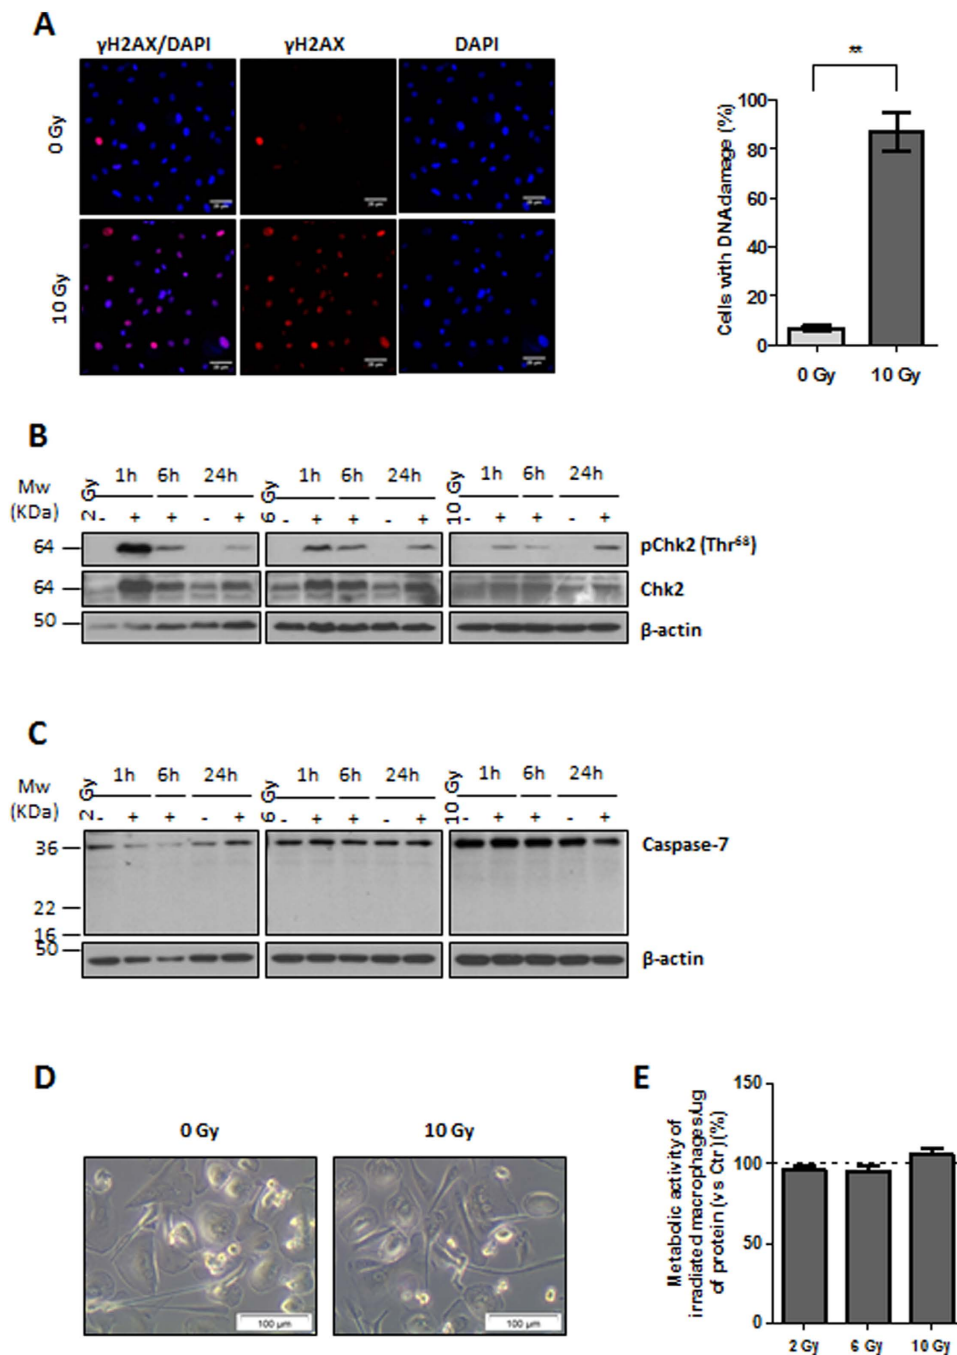 A
γH2AX/DAPI γH2AX DAPI
0 Gy
10 Gy
**
Cells with DNA damage (%)
100
80
60
40
20
0
0 Gy 10 Gy
B
Mw
(KDa)
2 Gy 1h 6h 24h 6 Gy 1h 6h 24h 10 Gy 1h 6h 24h
- + + - + - + + - + - + + - +
64 pChk2 (Thr⁶⁸)
64 Chk2
50 β-actin
C
Mw
(KDa)
2 Gy 1h 6h 24h 6 Gy 1h 6h 24h 10 Gy 1h 6h 24h
- + + - + - + + - + - + + - +
36 Caspase-7
22
16
50 β-actin
D
0 Gy 10 Gy
100 µm 100 µm
E
Metabolic activity of
irradiated macrophages/ug
of protein (vs Ctr) (%)
150
100
50
0
2 Gy 6 Gy 10 Gy